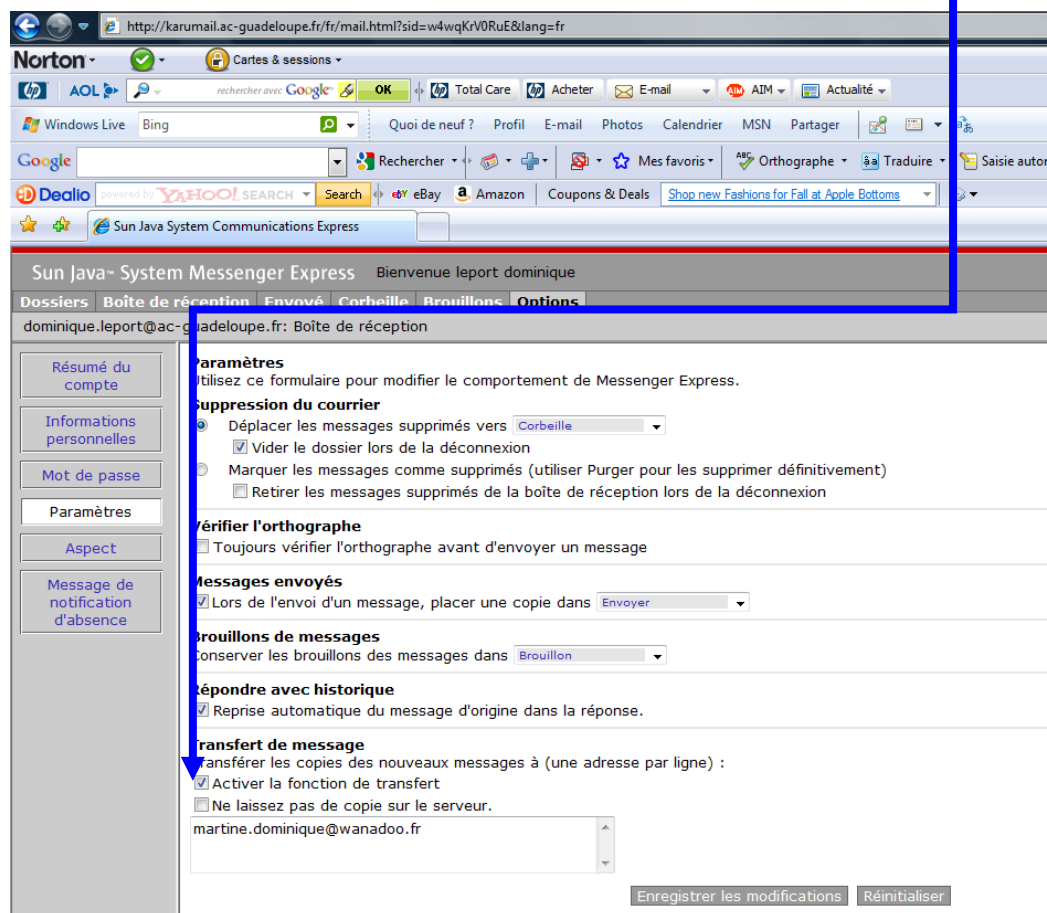 http://karumail.ac-guadeloupe.fr/fr/mail.html?sid=w4wqKrV0RuE&lang=fr
Norton Cartes & sessions
AOL rechercher avec Google OK Total Care Acheter E-mail AIM Actualité
Windows Live Bing Quoi de neuf ? Profil E-mail Photos Calendrier MSN Partager
Google Rechercher Mes favoris Orthographe Traduire Saisie autor
Dealio powered by YAHOO! SEARCH Search eBay Amazon Coupons & Deals Shop new Fashions for Fall at Apple Bottoms
Sun Java System Communications Express
Sun Java™ System Messenger Express Bienvenue leport dominique
Dossiers Boîte de réception Envoyé Corbeille Brouillons Options
dominique.leport@ac-guadeloupe.fr: Boîte de réception
Résumé du
compte
Informations
personnelles
Mot de passe
Paramètres
Aspect
Message de
notification
d'absence
Paramètres
Utilisez ce formulaire pour modifier le comportement de Messenger Express.
Suppression du courrier
Déplacer les messages supprimés vers Corbeille
Vider le dossier lors de la déconnexion
Marquer les messages comme supprimés (utiliser Purger pour les supprimer définitivement)
Retirer les messages supprimés de la boîte de réception lors de la déconnexion
Vérifier l'orthographe
Toujours vérifier l'orthographe avant d'envoyer un message
Messages envoyés
Lors de l'envoi d'un message, placer une copie dans Envoyer
Brouillons de messages
Conserver les brouillons des messages dans Brouillon
Répondre avec historique
Reprise automatique du message d'origine dans la réponse.
Transfert de message
Transférer les copies des nouveaux messages à (une adresse par ligne) :
Activer la fonction de transfert
Ne laissez pas de copie sur le serveur.
martine.dominique@wanadoo.fr
Enregistrer les modifications Réinitialiser